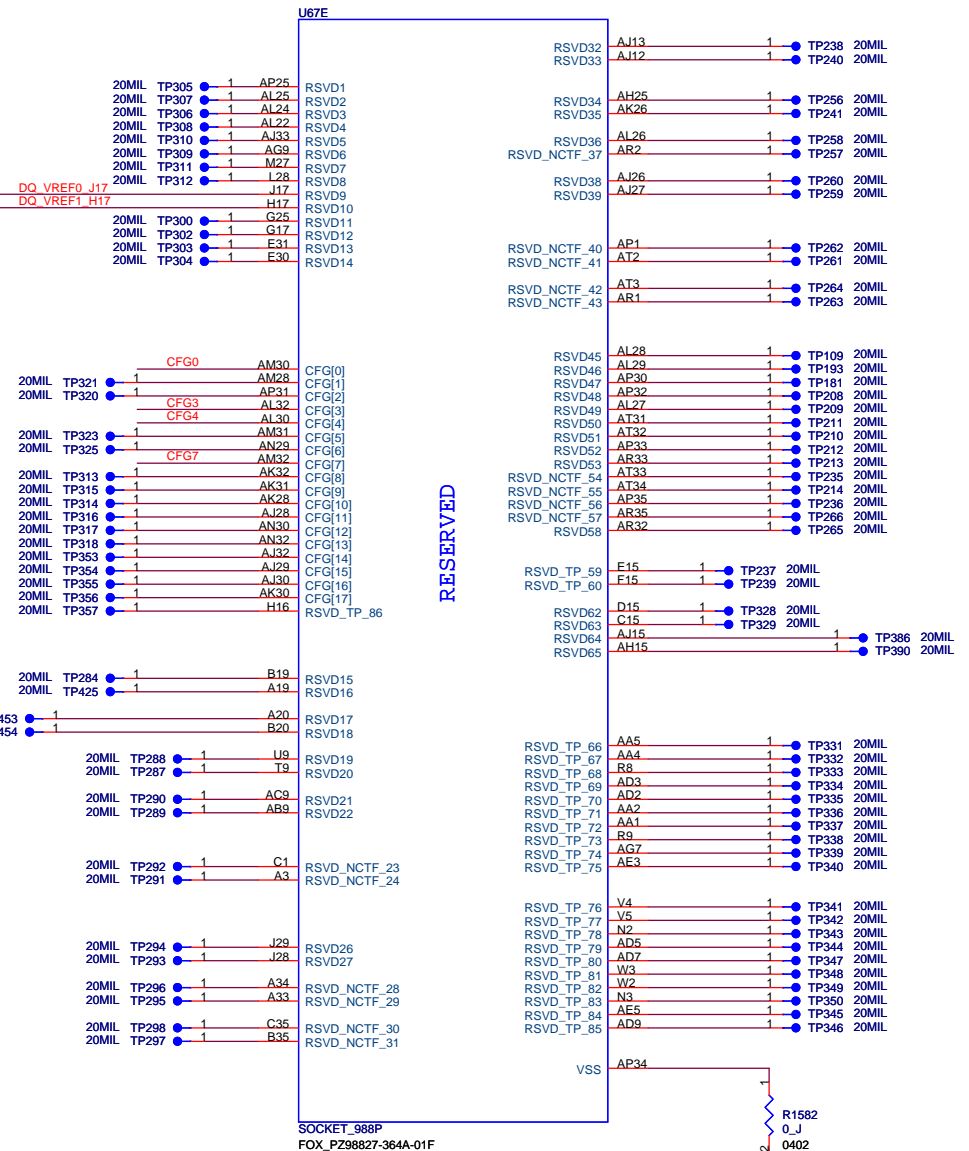 U67E
20MIL TP305 1 AP25 RSVD1
20MIL TP307 1 AL25 RSVD2
20MIL TP306 1 AL24 RSVD3
20MIL TP308 1 AL22 RSVD4
20MIL TP310 1 AJ33 RSVD5
20MIL TP309 1 AG9 RSVD6
20MIL TP311 1 M27 RSVD7
20MIL TP312 1 L28 RSVD8
DQ_VREF0_J17 J17 RSVD9
DQ_VREF1_H17 H17 RSVD10
20MIL TP300 1 G25 RSVD11
20MIL TP302 1 G17 RSVD12
20MIL TP303 1 E31 RSVD13
20MIL TP304 1 E30 RSVD14
CFG0 AM30 CFG[0]
20MIL TP321 1 AM28 CFG[1]
20MIL TP320 1 AP31 CFG[2]
CFG3 AL32 CFG[3]
CFG4 AL30 CFG[4]
20MIL TP323 1 AM31 CFG[5]
20MIL TP325 1 AN29 CFG[6]
CFG7 AM32 CFG[7]
20MIL TP313 1 AK32 CFG[8]
20MIL TP315 1 AK31 CFG[9]
20MIL TP314 1 AK28 CFG[10]
20MIL TP316 1 AJ28 CFG[11]
20MIL TP317 1 AN30 CFG[12]
20MIL TP318 1 AN32 CFG[13]
20MIL TP353 1 AJ32 CFG[14]
20MIL TP354 1 AJ29 CFG[15]
20MIL TP355 1 AJ30 CFG[16]
20MIL TP356 1 AK30 CFG[17]
20MIL TP357 1 H16 RSVD_TP_86
20MIL TP284 1 B19 RSVD15
20MIL TP425 1 A19 RSVD16
453 1 A20 RSVD17
454 1 B20 RSVD18
20MIL TP288 1 U9 RSVD19
20MIL TP287 1 T9 RSVD20
20MIL TP290 1 AC9 RSVD21
20MIL TP289 1 AB9 RSVD22
20MIL TP292 1 C1 RSVD_NCTF_23
20MIL TP291 1 A3 RSVD_NCTF_24
20MIL TP294 1 J29 RSVD26
20MIL TP293 1 J28 RSVD27
20MIL TP296 1 A34 RSVD_NCTF_28
20MIL TP295 1 A33 RSVD_NCTF_29
20MIL TP298 1 C35 RSVD_NCTF_30
20MIL TP297 1 B35 RSVD_NCTF_31
RESERVED
RSVD32 AJ13 1 TP238 20MIL
RSVD33 AJ12 1 TP240 20MIL
RSVD34 AH25 1 TP256 20MIL
RSVD35 AK26 1 TP241 20MIL
RSVD36 AL26 1 TP258 20MIL
RSVD_NCTF_37 AR2 1 TP257 20MIL
RSVD38 AJ26 1 TP260 20MIL
RSVD39 AJ27 1 TP259 20MIL
RSVD_NCTF_40 AP1 1 TP262 20MIL
RSVD_NCTF_41 AT2 1 TP261 20MIL
RSVD_NCTF_42 AT3 1 TP264 20MIL
RSVD_NCTF_43 AR1 1 TP263 20MIL
RSVD45 AL28 1 TP109 20MIL
RSVD46 AL29 1 TP193 20MIL
RSVD47 AP30 1 TP181 20MIL
RSVD48 AP32 1 TP208 20MIL
RSVD49 AL27 1 TP209 20MIL
RSVD50 AT31 1 TP211 20MIL
RSVD51 AT32 1 TP210 20MIL
RSVD52 AP33 1 TP212 20MIL
RSVD53 AR33 1 TP213 20MIL
RSVD_NCTF_54 AT33 1 TP235 20MIL
RSVD_NCTF_55 AT34 1 TP214 20MIL
RSVD_NCTF_56 AP35 1 TP236 20MIL
RSVD_NCTF_57 AR35 1 TP266 20MIL
RSVD58 AR32 1 TP265 20MIL
RSVD_TP_59 E15 1 TP237 20MIL
RSVD_TP_60 F15 1 TP239 20MIL
RSVD62 D15 1 TP328 20MIL
RSVD63 C15 1 TP329 20MIL
RSVD64 AJ15 1 TP386 20MIL
RSVD65 AH15 1 TP390 20MIL
RSVD_TP_66 AA5 1 TP331 20MIL
RSVD_TP_67 AA4 1 TP332 20MIL
RSVD_TP_68 R8 1 TP333 20MIL
RSVD_TP_69 AD3 1 TP334 20MIL
RSVD_TP_70 AD2 1 TP335 20MIL
RSVD_TP_71 AA2 1 TP336 20MIL
RSVD_TP_72 AA1 1 TP337 20MIL
RSVD_TP_73 R9 1 TP338 20MIL
RSVD_TP_74 AG7 1 TP339 20MIL
RSVD_TP_75 AE3 1 TP340 20MIL
RSVD_TP_76 V4 1 TP341 20MIL
RSVD_TP_77 V5 1 TP342 20MIL
RSVD_TP_78 N2 1 TP343 20MIL
RSVD_TP_79 AD5 1 TP344 20MIL
RSVD_TP_80 AD7 1 TP347 20MIL
RSVD_TP_81 W3 1 TP348 20MIL
RSVD_TP_82 W2 1 TP349 20MIL
RSVD_TP_83 N3 1 TP350 20MIL
RSVD_TP_84 AE5 1 TP345 20MIL
RSVD_TP_85 AD9 1 TP346 20MIL
VSS AP34
1
R1582
0_J
0402
2
SOCKET_988P
FOX_PZ98827-364A-01F